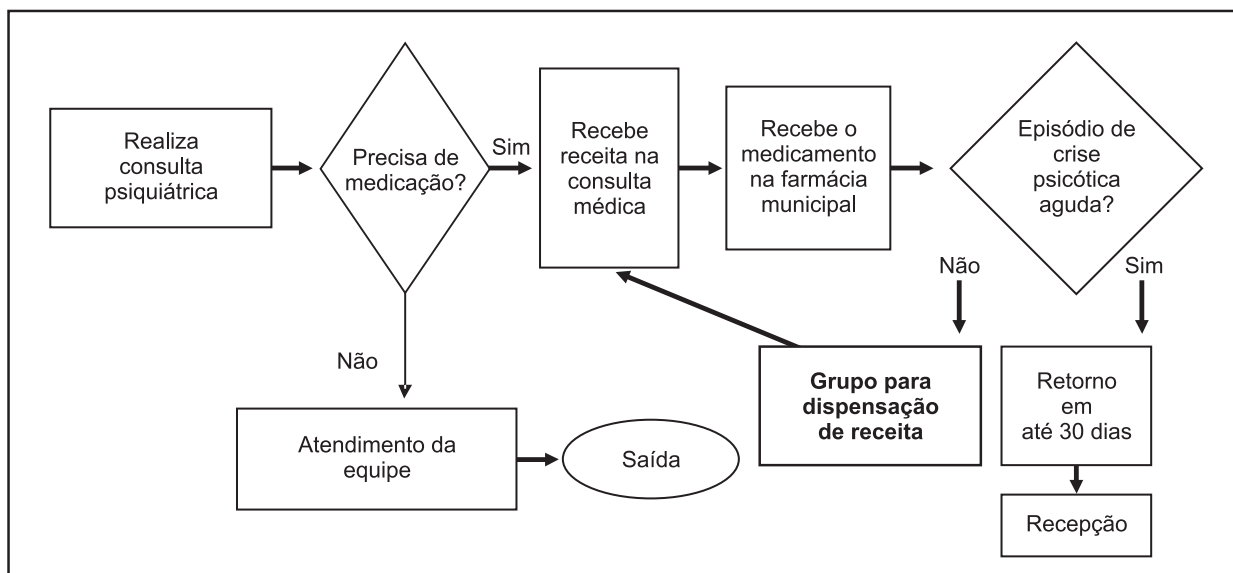 Realiza
consulta
psiquiátrica
Precisa de
medicação?
Sim
Recebe
receita na
consulta
médica
Recebe o
medicamento
na farmácia
municipal
Episódio de
crise
psicótica
aguda?
Não
Sim
Não
Grupo para
dispensação
de receita
Retorno
em
até 30 dias
Atendimento da
equipe
Saída
Recepção